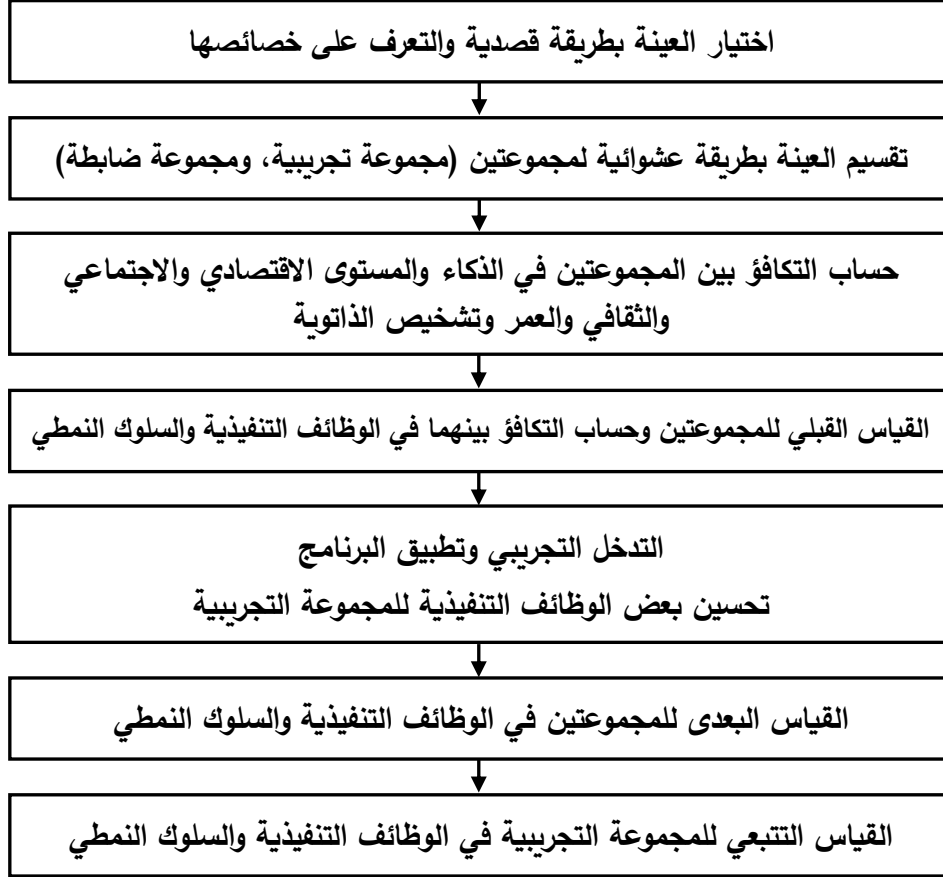 اختيار العينة بطريقة قصدية والتعرف على خصائصها
تقسيم العينة بطريقة عشوائية لمجموعتين (مجموعة تجريبية، ومجموعة ضابطة)
حساب التكافؤ بين المجموعتين في الذكاء والمستوى الاقتصادي والاجتماعي
والثقافي والعمر وتشخيص الذاتوية
القياس القبلي للمجموعتين وحساب التكافؤ بينهما في الوظائف التنفيذية والسلوك النمطي
التدخل التجريبي وتطبيق البرنامج
تحسين بعض الوظائف التنفيذية للمجموعة التجريبية
القياس البعدى للمجموعتين في الوظائف التنفيذية والسلوك النمطي
القياس التتبعي للمجموعة التجريبية في الوظائف التنفيذية والسلوك النمطي